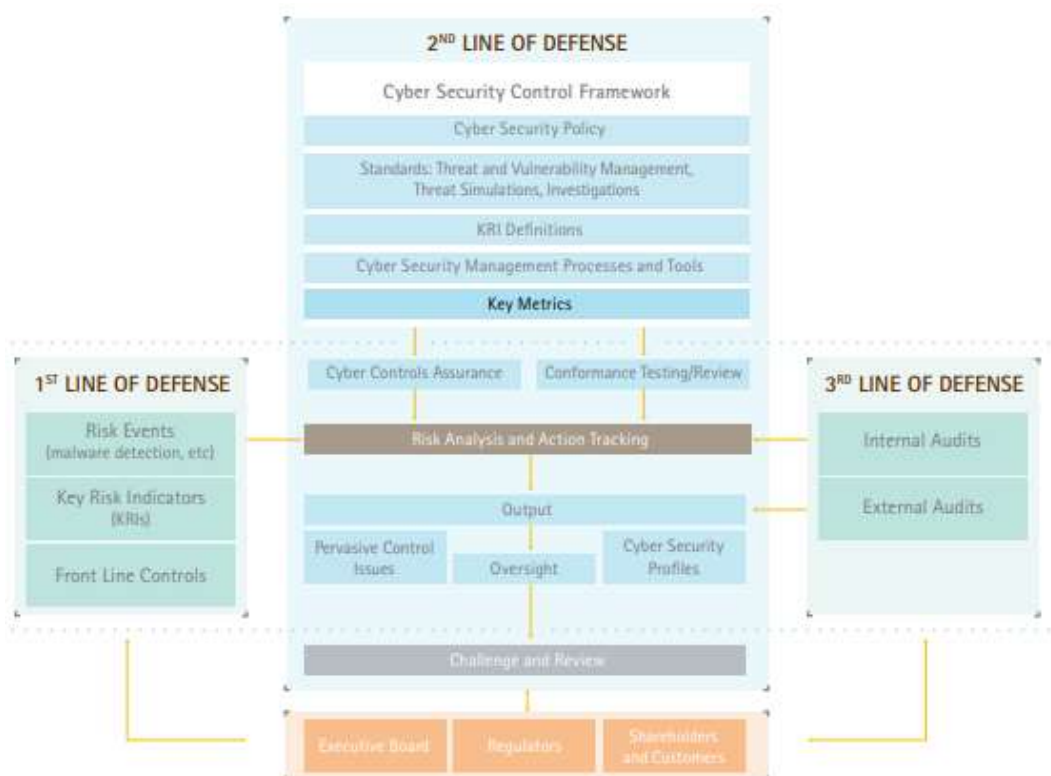 2ND LINE OF DEFENSE
Cyber Security Control Framework
Cyber Security Policy
Standards: Threat and Vulnerability Management,
Threat Simulations, Investigations
KRI Definitions
Cyber Security Management Processes and Tools
Key Metrics
Cyber Controls Assurance
Conformance Testing/Review
1ST LINE OF DEFENSE
Risk Events
(malware detection, etc)
Key Risk Indicators
(KRIs)
Front Line Controls
Risk Analysis and Action Tracking
Output
Pervasive Control
Issues
Oversight
Cyber Security
Profiles
Challenge and Review
3RD LINE OF DEFENSE
Internal Audits
External Audits
Executive Board
Regulators
Shareholders
and Customers